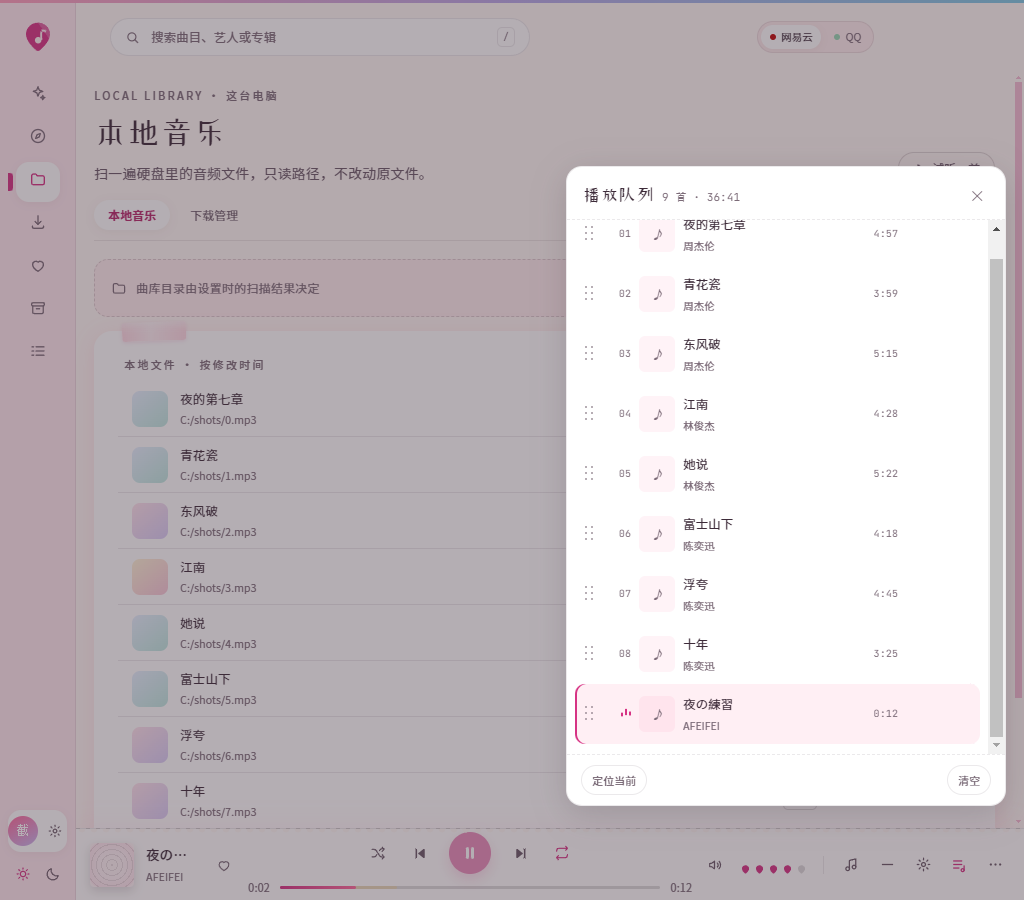 搜索曲目、艺人或专辑
/
网易云
QQ
LOCAL LIBRARY • 这台电脑
本地音乐
扫一遍硬盘里的音频文件，只读路径，不改动原文件。
本地音乐
下载管理
曲库目录由设置时的扫描结果决定
本地文件 • 按修改时间
夜的第七章
C:/shots/0.mp3
青花瓷
C:/shots/1.mp3
东风破
C:/shots/2.mp3
江南
C:/shots/3.mp3
她说
C:/shots/4.mp3
富士山下
C:/shots/5.mp3
浮夸
C:/shots/6.mp3
十年
C:/shots/7.mp3
播放队列 9 首 · 36:41
01 夜的第七章 4:57
周杰伦
02 青花瓷 3:59
周杰伦
03 东风破 5:15
周杰伦
04 江南 4:28
林俊杰
05 她说 5:22
林俊杰
06 富士山下 4:18
陈奕迅
07 浮夸 4:45
陈奕迅
08 十年 3:25
陈奕迅
夜の練習 0:12
AFEIFEI
定位当前
清空
截
夜の…
AFEIFEI
0:02
0:12